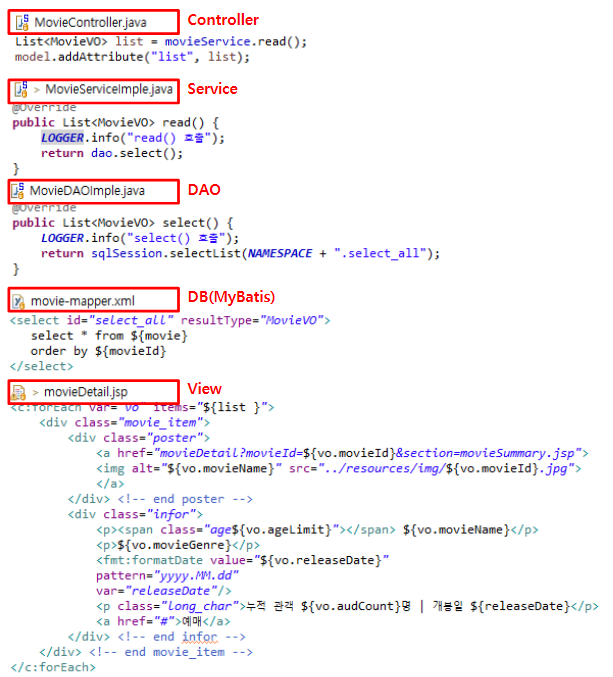 MovieController.java Controller
List<MovieVO> list = movieService.read();
model.addAttribute("list", list);
> MovieServiceImple.java Service
@Override
public List<MovieVO> read() {
LOGGER.info("read() 호출");
return dao.select();
}
MovieDAOImple.java DAO
@Override
public List<MovieVO> select() {
LOGGER.info("select() 호출");
return sqlSession.selectList(NAMESPACE + ".select_all");
}
movie-mapper.xml DB(MyBatis)
<select id="select_all" resultType="MovieVO">
select * from ${movie}
order by ${movieId}
</select>
> movieDetail.jsp View
<c:forEach var="vo" items="${list }">
<div class="movie_item">
<div class="poster">
<a href="movieDetail?movieId=${vo.movieId}&section=movieSummary.jsp">
<img alt="${vo.movieName}" src="../resources/img/${vo.movieId}.jpg">
</a>
</div> <!-- end poster -->
<div class="infor">
<p><span class="age${vo.ageLimit}"></span> ${vo.movieName}</p>
<p>${vo.movieGenre}</p>
<fmt:formatDate value="${vo.releaseDate}"
pattern="yyyy.MM.dd"
var="releaseDate"/>
<p class="long_char">누적 관객 ${vo.audCount}명 | 개봉일 ${releaseDate}</p>
<a href="#">예매</a>
</div> <!-- end infor -->
</div> <!-- end movie_item -->
</c:forEach>